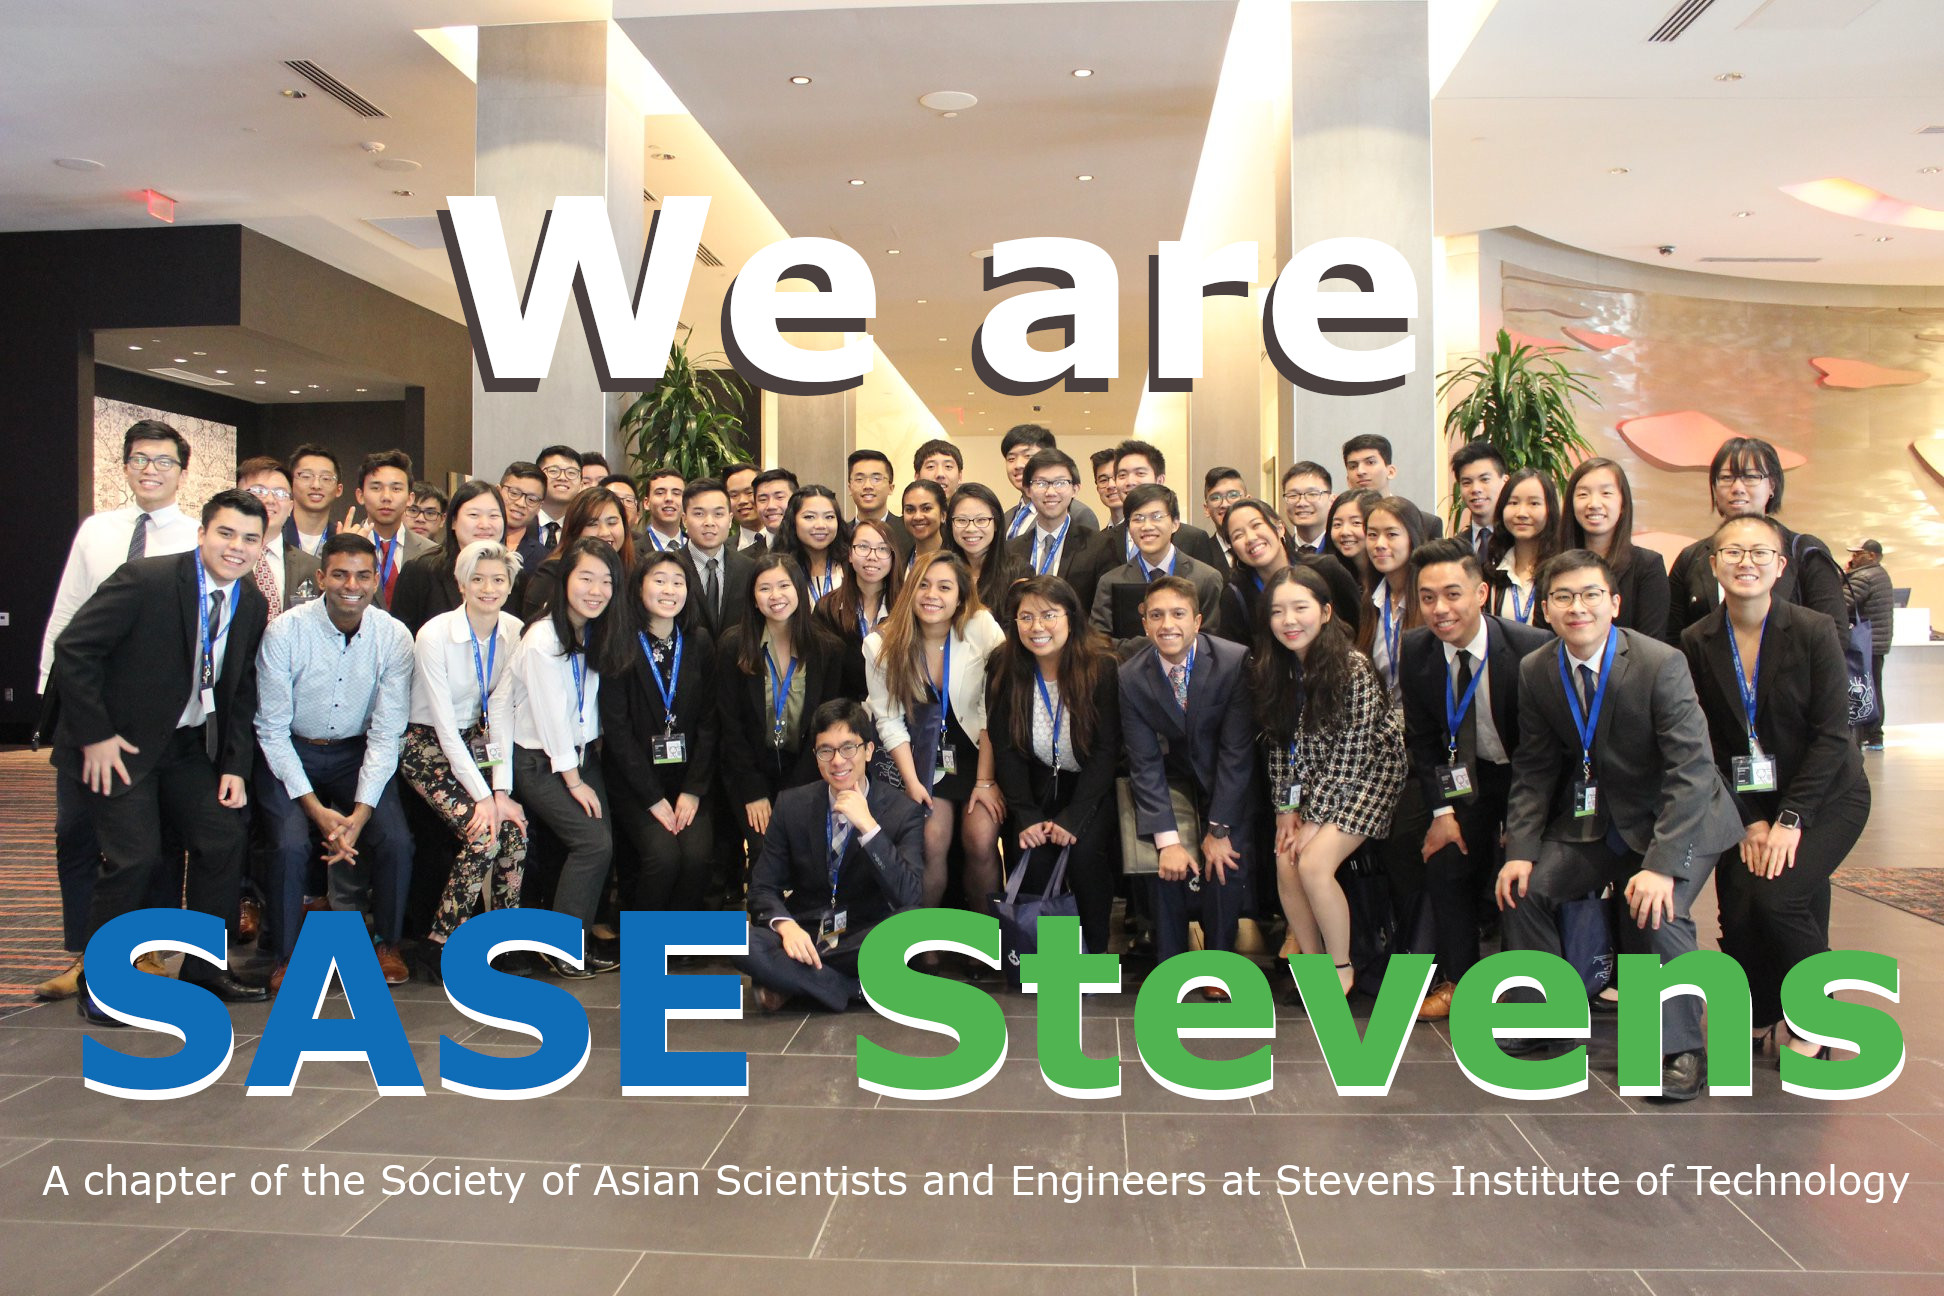 We are
SASE Stevens
A chapter of the Society of Asian Scientists and Engineers at Stevens Institute of Technology